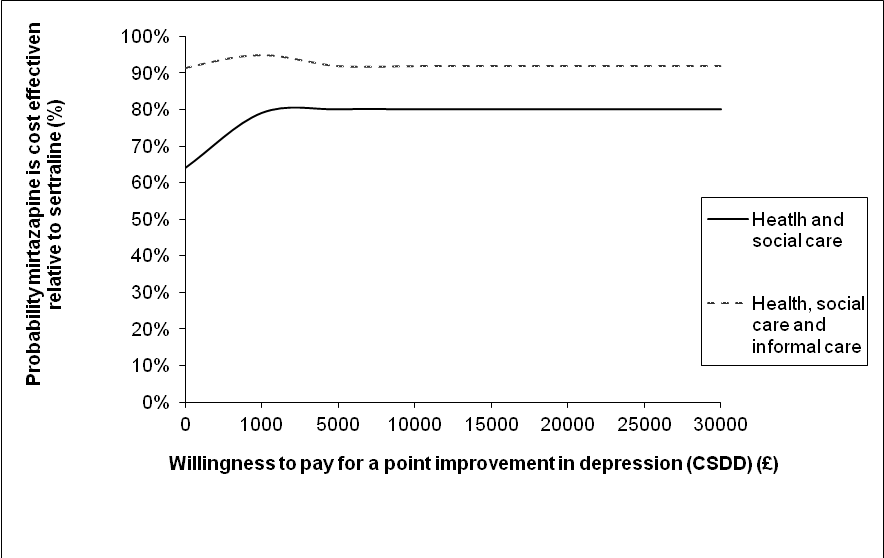 Probability mirtazapine is cost effectiven
relative to sertraline (%)
100%
90%
80%
70%
60%
50%
40%
30%
20%
10%
0%
0 1000 5000 10000 15000 20000 25000 30000
Willingness to pay for a point improvement in depression (CSDD) (£)
Heatlh and
social care
Health, social
care and
informal care